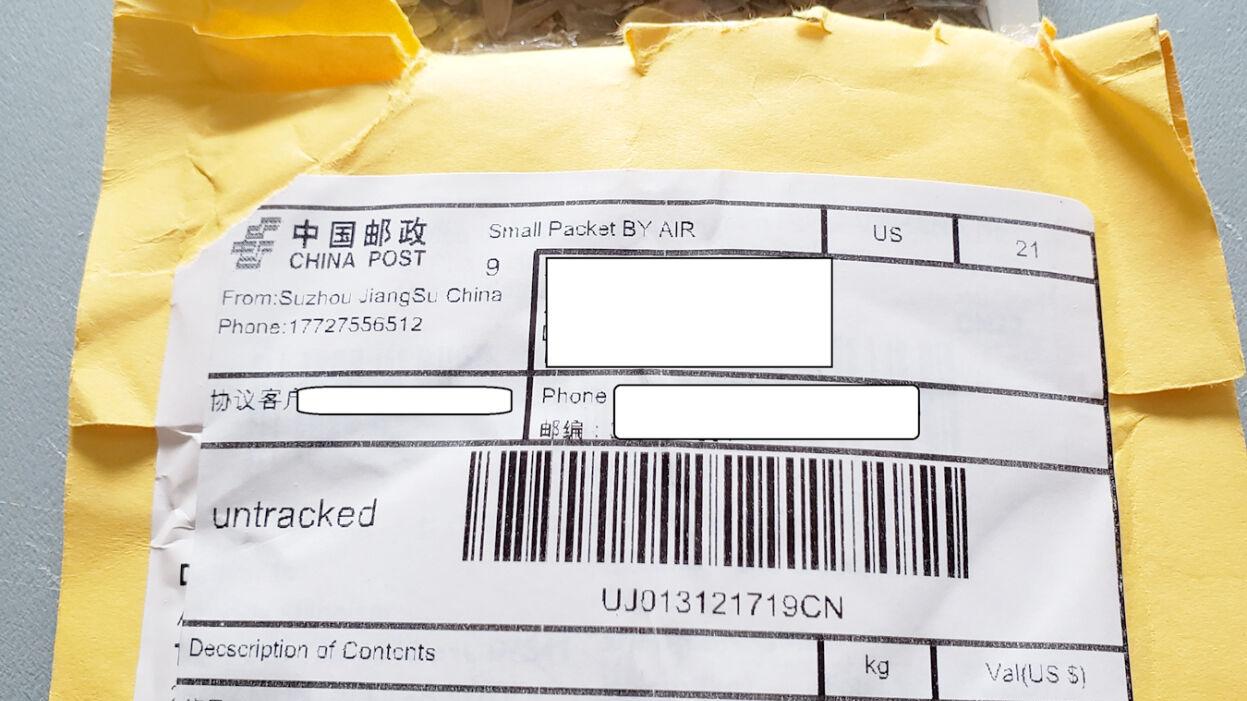 中国邮政
CHINA POST
Small Packet BY AIR
US
21
9
From:Suzhou JiangSu China
Phone:17727556512
协议客户
Phone
邮编：
untracked
UJ013121719CN
Decscription of Contents
kg
Val(US $)